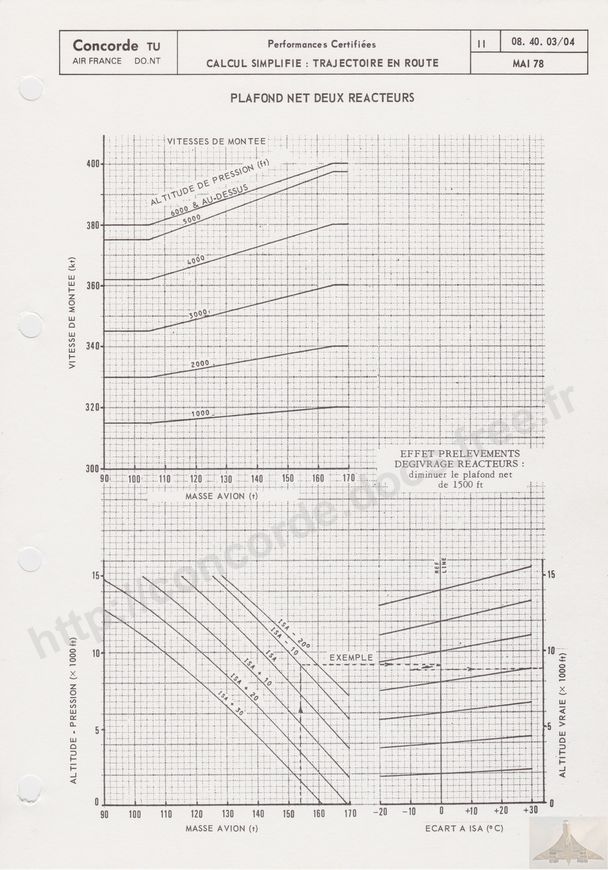 Concorde TU
AIR FRANCE DO.NT
Performances Certifiées
CALCUL SIMPLIFIE : TRAJECTOIRE EN ROUTE
11
08. 40. 03/04
MAI 78
PLAFOND NET DEUX REACTEURS
VITESSES DE MONTEE
ALTITUDE DE PRESSION (ft)
6000 & AU-DESSUS
5000
4000
3000
2000
1000
VITESSE DE MONTEE (kt)
400
380
360
340
320
300
90 100 110 120 130 140 150 160 170
MASSE AVION (t)
EFFET PRELEVEMENTS
DEGIVRAGE REACTEURS :
diminuer le plafond net
de 1500 ft
REF
LINE
ISA - 20°
ISA - 10
ISA
ISA + 10
ISA + 20
ISA + 30
EXEMPLE
ALTITUDE - PRESSION (× 1000 ft)
15
10
5
0
90 100 110 120 130 140 150 160 170
MASSE AVION (t)
15
10
5
0
ALTITUDE VRAIE (× 1000 ft)
-20 -10 0 +10 +20 +30
ECART A ISA (°C)
http://concorde.docs.free.fr